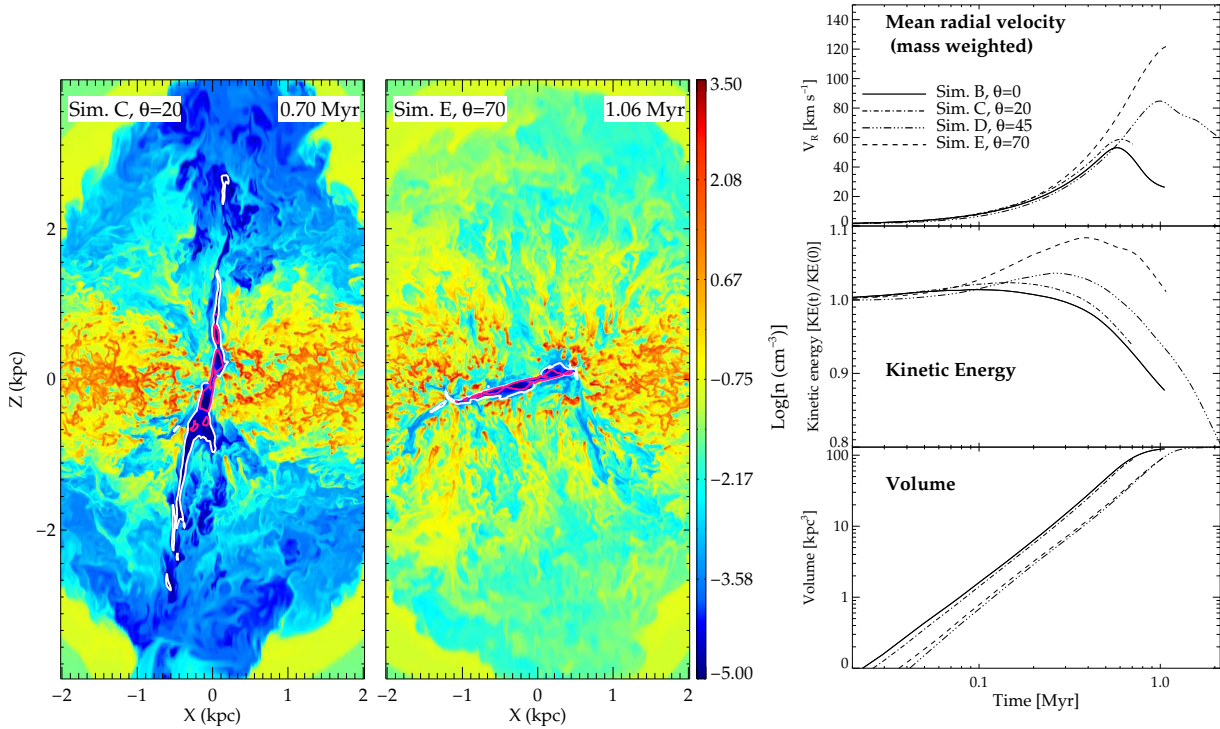 Sim. C, θ=20
0.70 Myr
Z (kpc)
2
0
−2
−2
−1
0
1
2
X (kpc)
Sim. E, θ=70
1.06 Myr
−2
−1
0
1
2
X (kpc)
3.50
2.08
0.67
−0.75
−2.17
−3.58
−5.00
Log[n (cm⁻³)]
Mean radial velocity
(mass weighted)
Sim. B, θ=0
Sim. C, θ=20
Sim. D, θ=45
Sim. E, θ=70
V_R [km s⁻¹]
140
120
100
80
60
40
20
0
Kinetic energy [KE(t)/KE(0)]
1.1
1.0
0.9
0.8
Kinetic Energy
Volume [kpc³]
100
10
1
0
Volume
0.1
1.0
Time [Myr]